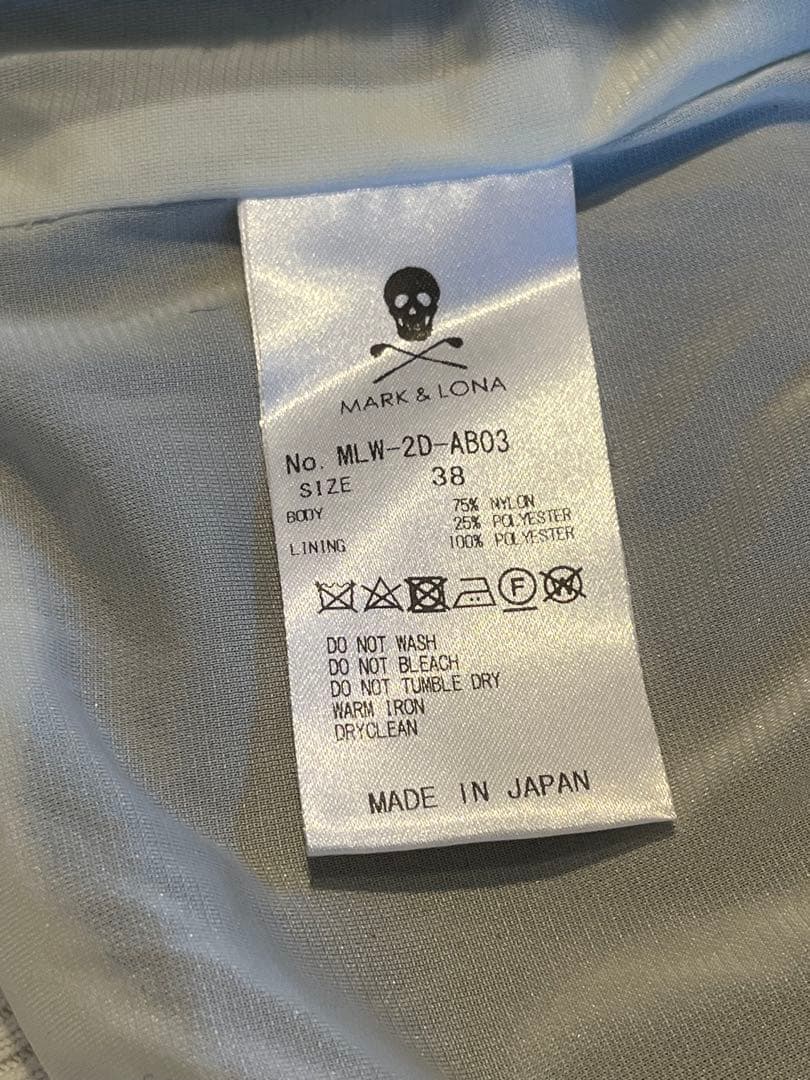 MARK & LONA
No. MLW-2D-AB03
SIZE 38
BODY 75% NYLON
25% POLYESTER
LINING 100% POLYESTER
F W
DO NOT WASH
DO NOT BLEACH
DO NOT TUMBLE DRY
WARM IRON
DRYCLEAN
MADE IN JAPAN